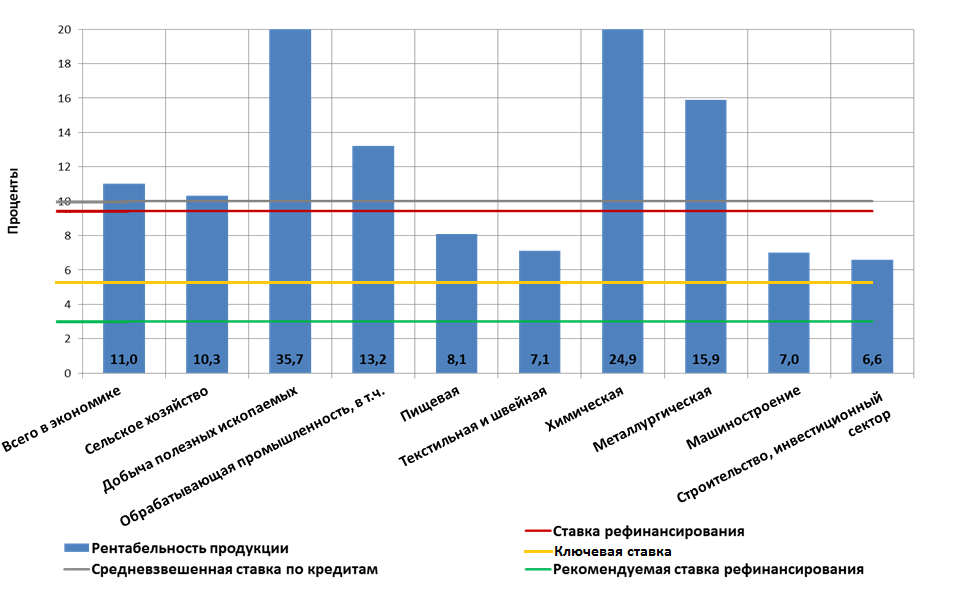 Проценты
20
18
16
14
12
10
8
6
4
2
0
11,0
10,3
35,7
13,2
8,1
7,1
24,9
15,9
7,0
6,6
Всего в экономике
Сельское хозяйство
Добыча полезных ископаемых
Обрабатывающая промышленность, в т.ч.
Пищевая
Текстильная и швейная
Химическая
Металлургическая
Машиностроение
Строительство, инвестиционный
сектор
Рентабельность продукции
Средневзвешенная ставка по кредитам
Ставка рефинансирования
Ключевая ставка
Рекомендуемая ставка рефинансирования